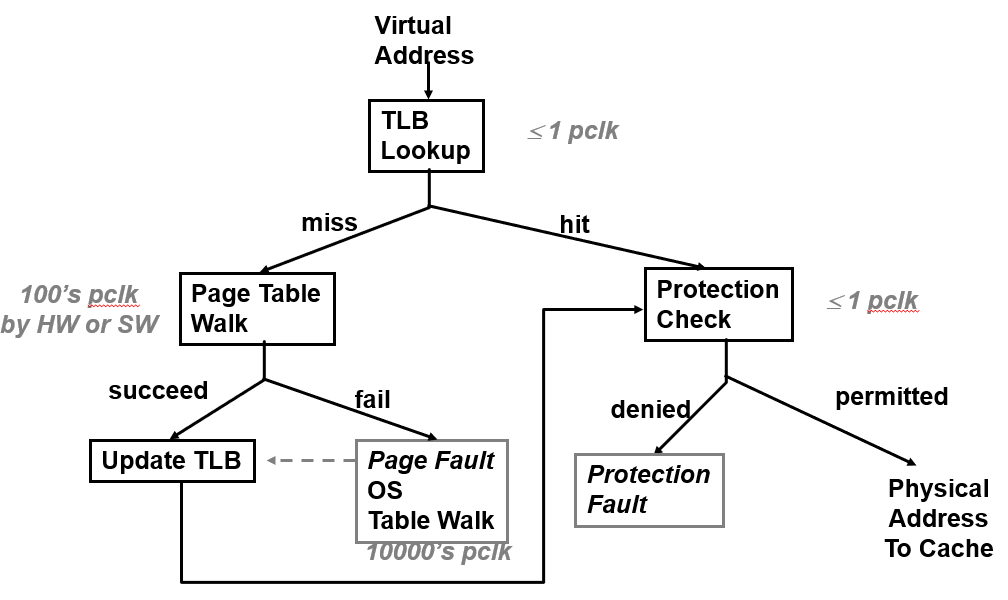 Virtual
Address
TLB
Lookup
≤ 1 pclk
miss
hit
100's pclk
by HW or SW
Page Table
Walk
Protection
Check
≤ 1 pclk
succeed
fail
denied
permitted
Update TLB
Page Fault
OS
Table Walk
10000's pclk
Protection
Fault
Physical
Address
To Cache